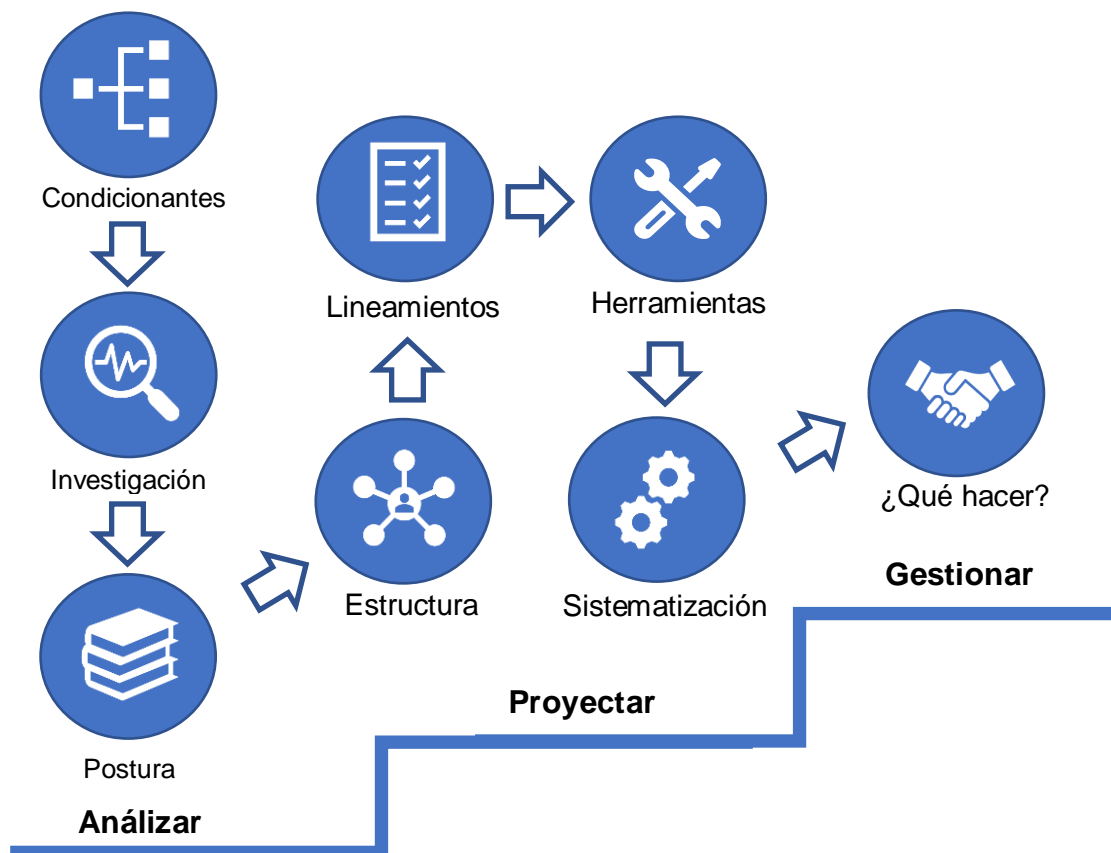 Condicionantes
Investigación
Postura
Análizar
Estructura
Lineamientos
Herramientas
Sistematización
Proyectar
¿Qué hacer?
Gestionar